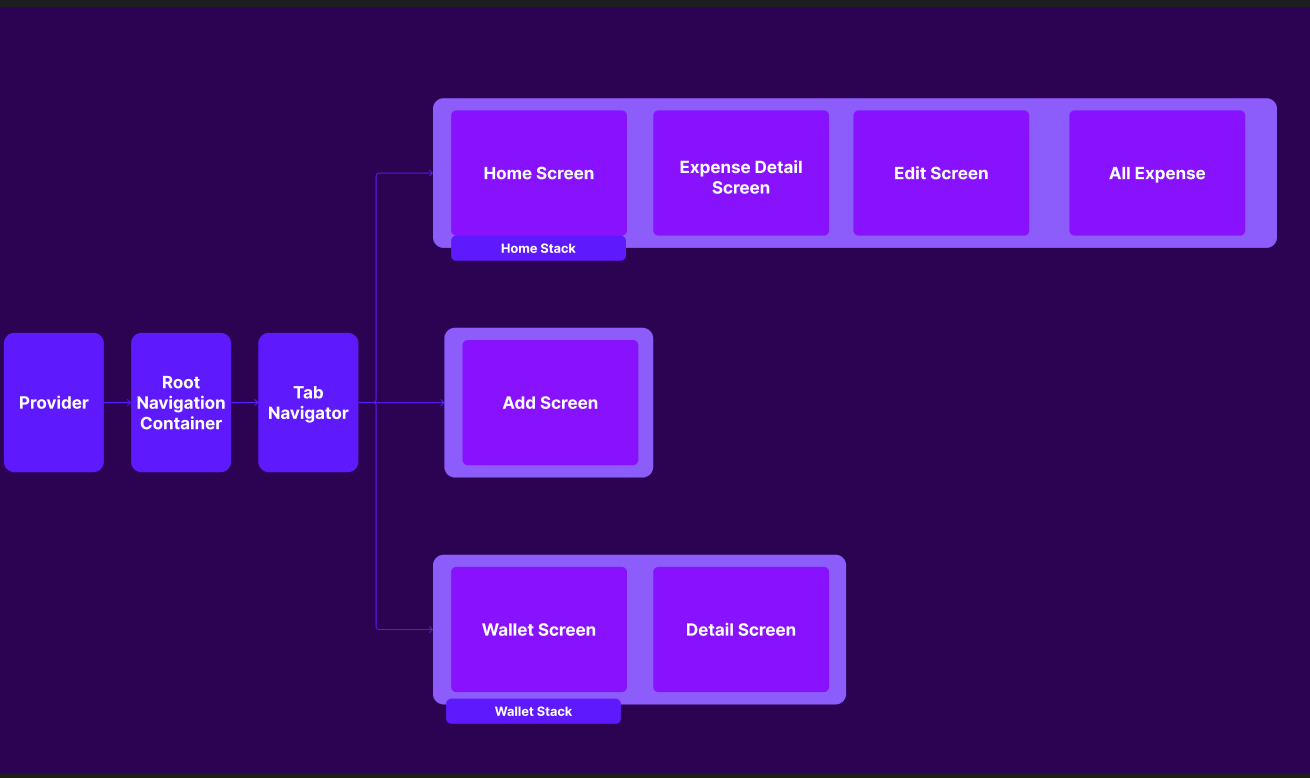 Home Screen
Expense Detail
Screen
Edit Screen
All Expense
Home Stack
Provider
Root
Navigation
Container
Tab
Navigator
Add Screen
Wallet Screen
Detail Screen
Wallet Stack